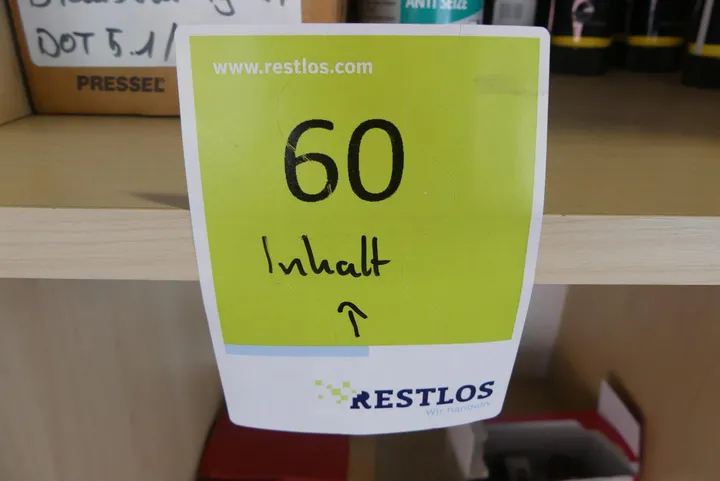 ANTI SEIZE
DOT 5.1/
PRESSEL
www.restlos.com
60
Inhalt
↑
RESTLOS
Wir handeln